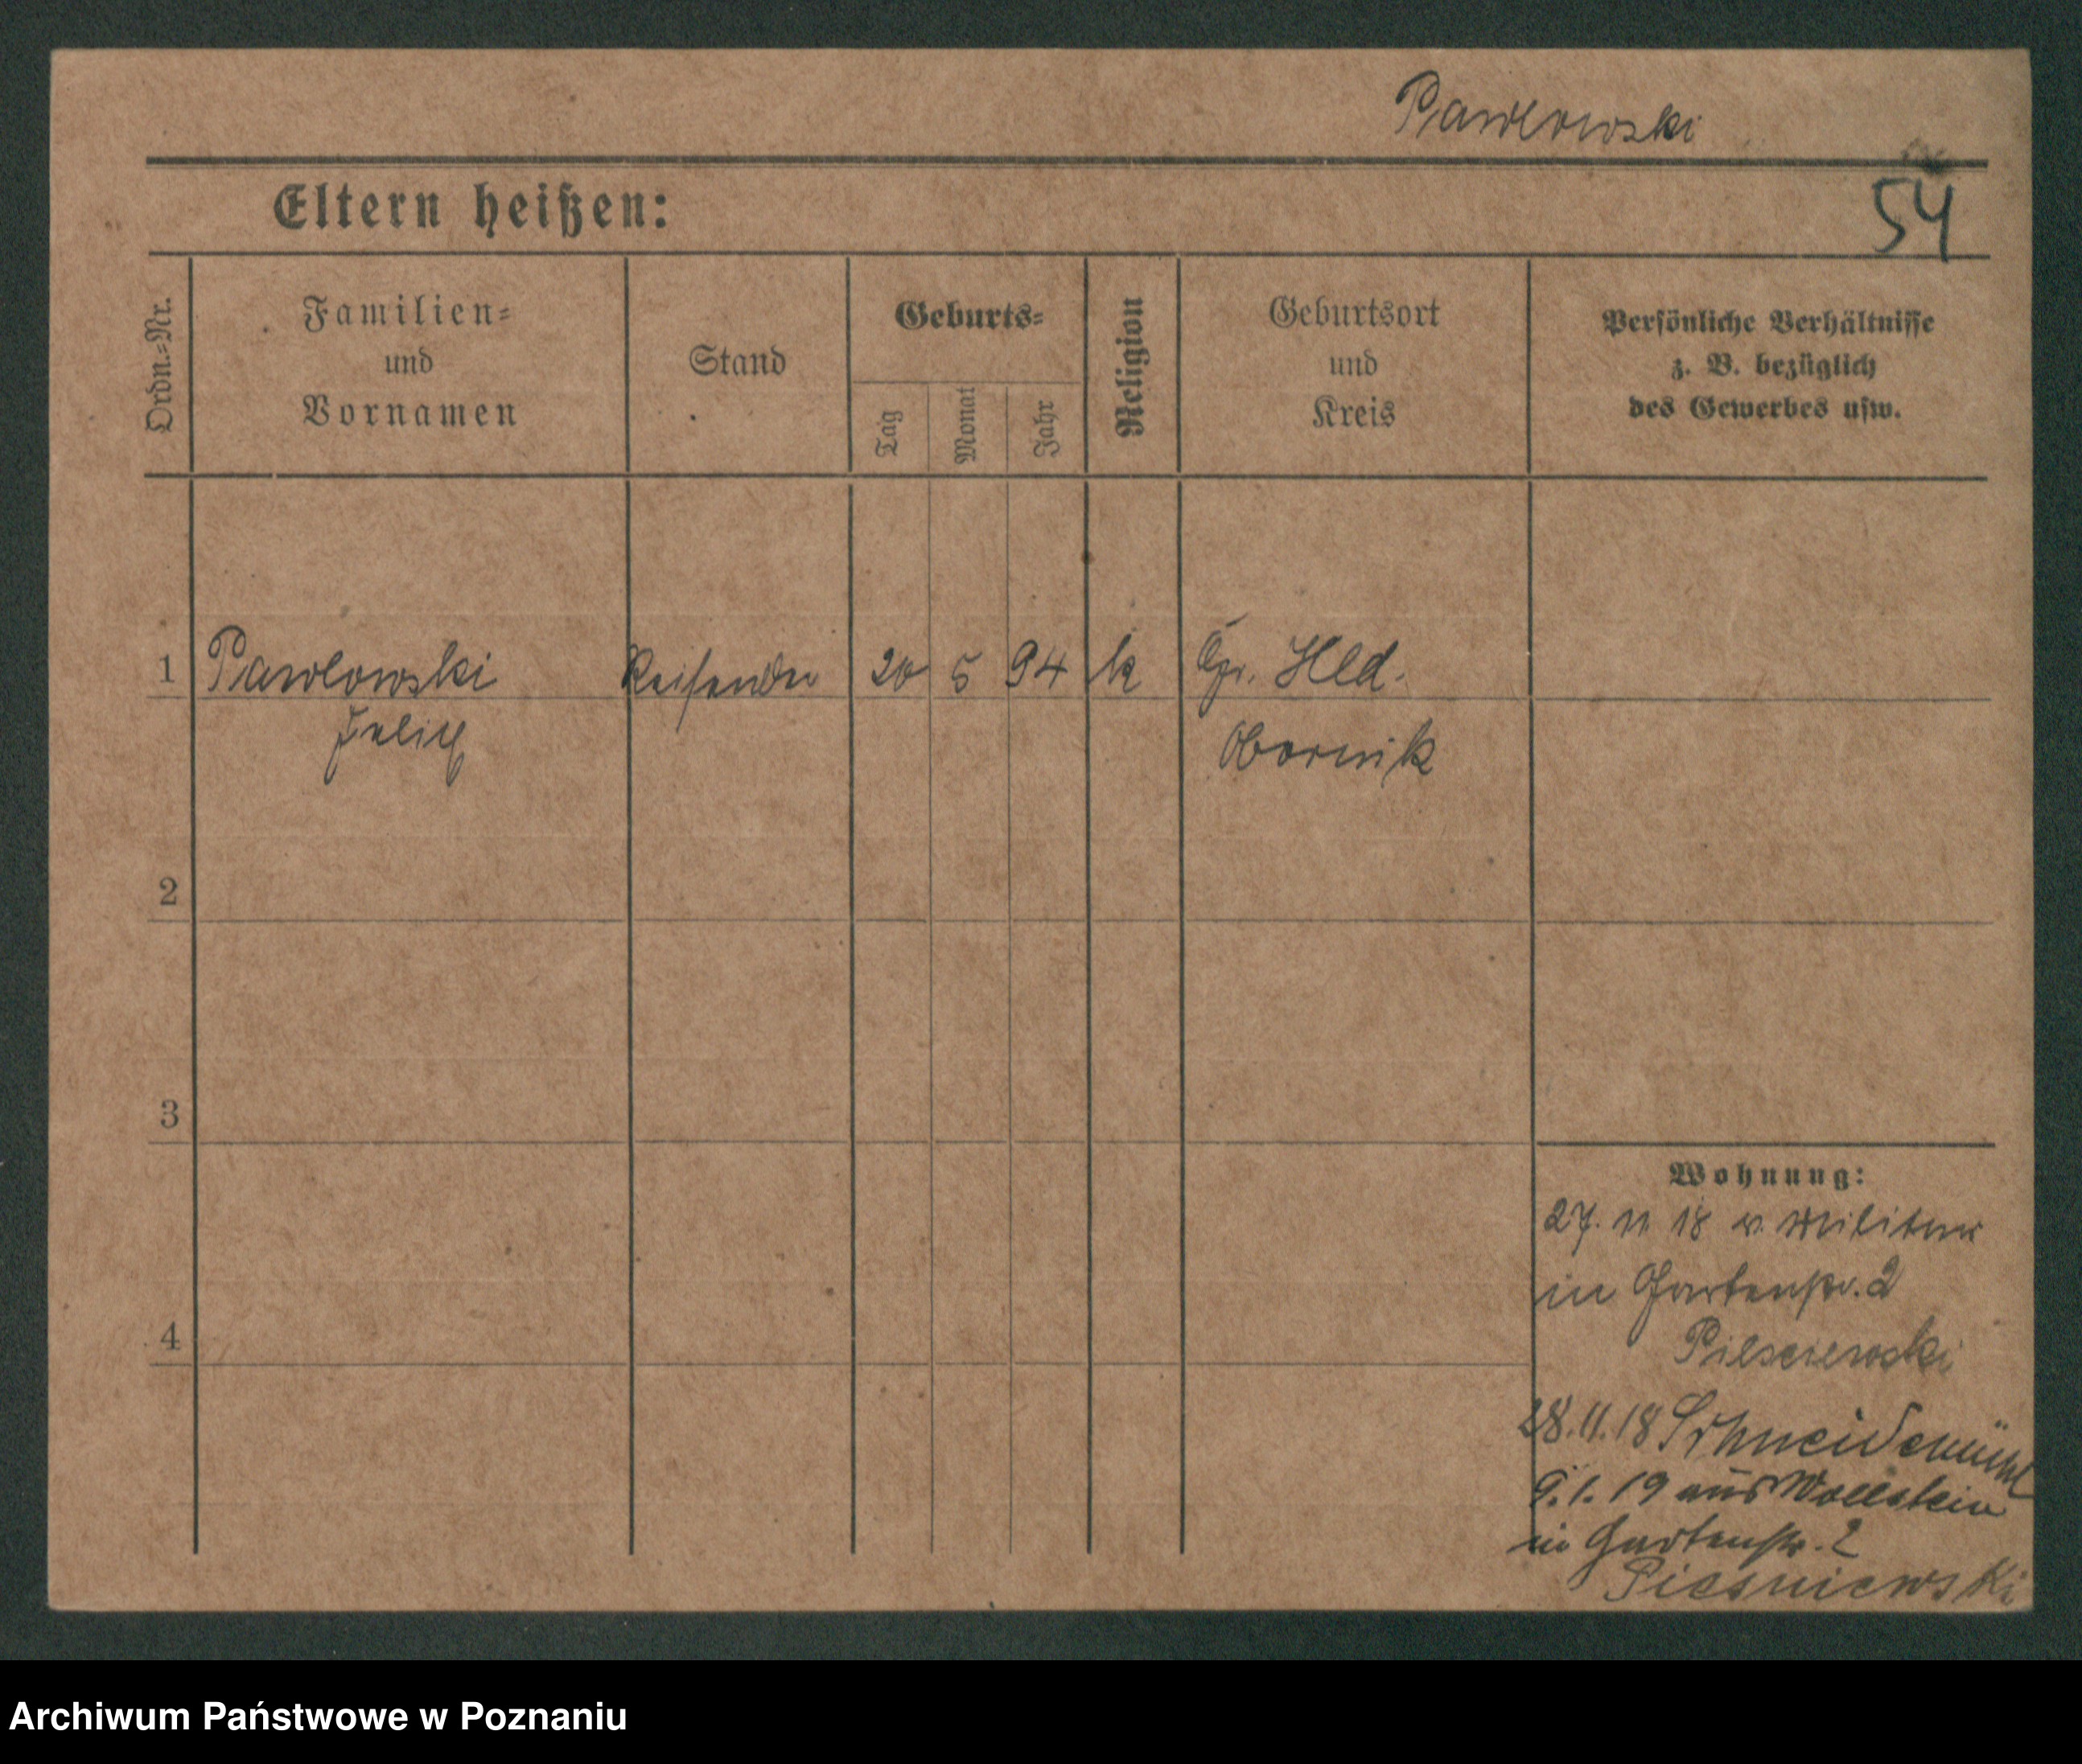 Pawlowski
54
Eltern heißen:
Ordn.-Nr.
Familien-
und
Vornamen
Stand
Geburts-
Tag
Monat
Jahr
Religion
Geburtsort
und
Kreis
Persönliche Verhältnisse
z. B. bezüglich
des Gewerbes usw.
1 Pawlowski Reisender 20 5 94 k Hld.
Obornik
2
3
4
Wohnung:
27. 11 18 v. Militär
in Gartenstr. 2
28.11.18 Schneidemühl
9.1.19 aus Wollstein
in Gartenstr. 2
Piesniewski
Archiwum Państwowe w Poznaniu